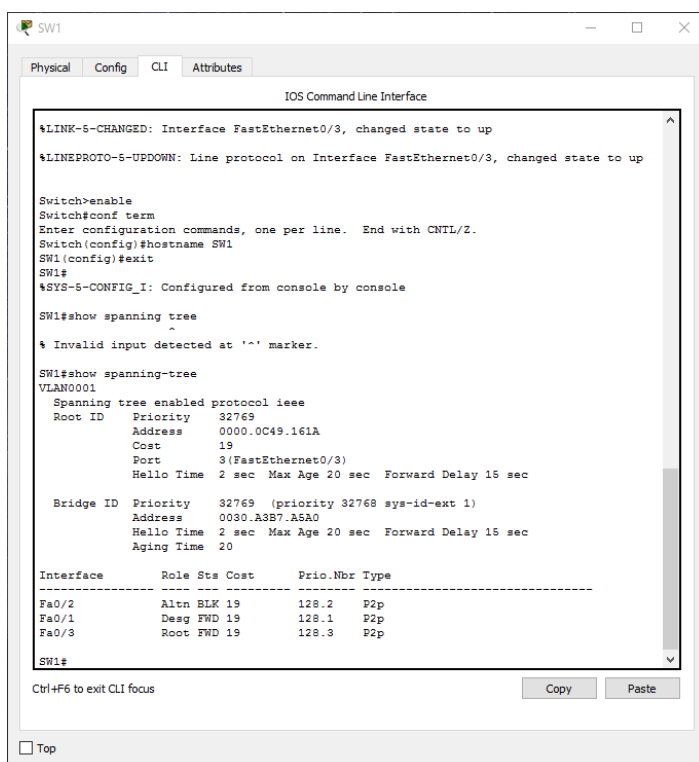 SW1
Physical Config CLI Attributes
IOS Command Line Interface
%LINK-5-CHANGED: Interface FastEthernet0/3, changed state to up
%LINEPROTO-5-UPDOWN: Line protocol on Interface FastEthernet0/3, changed state to up
Switch>enable
Switch#conf term
Enter configuration commands, one per line.  End with CNTL/Z.
Switch(config)#hostname SW1
SW1(config)#exit
SW1#
%SYS-5-CONFIG_I: Configured from console by console
SW1#show spanning tree
^
% Invalid input detected at '^' marker.
SW1#show spanning-tree
VLAN0001
  Spanning tree enabled protocol ieee
  Root ID    Priority    32769
             Address     0000.0C49.161A
             Cost        19
             Port        3(FastEthernet0/3)
             Hello Time  2 sec  Max Age 20 sec  Forward Delay 15 sec
  Bridge ID  Priority    32769  (priority 32768 sys-id-ext 1)
             Address     0030.A3B7.A5A0
             Hello Time  2 sec  Max Age 20 sec  Forward Delay 15 sec
             Aging Time  20
Interface        Role Sts Cost      Prio.Nbr Type
---------------- ---- --- --------- -------- --------------------------------
Fa0/2            Altn BLK 19        128.2    P2p
Fa0/1            Desg FWD 19        128.1    P2p
Fa0/3            Root FWD 19        128.3    P2p
SW1#
Ctrl+F6 to exit CLI focus Copy Paste
Top